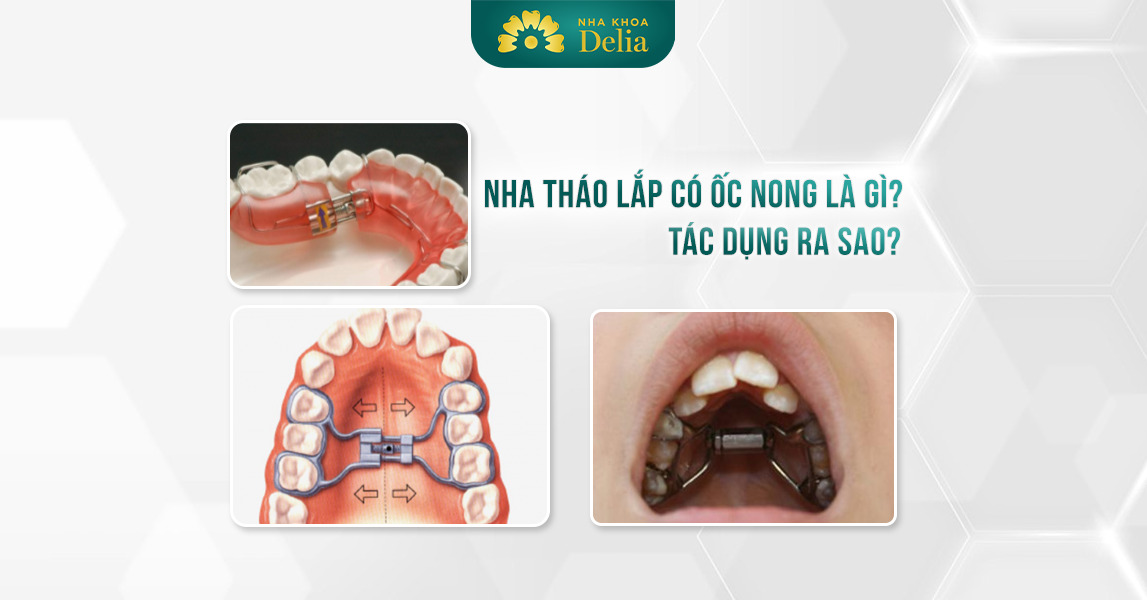 NHA KHOA
Delia
NHA THÁO LẮP CÓ ỐC NONG LÀ GÌ?
TÁC DỤNG RA SAO?